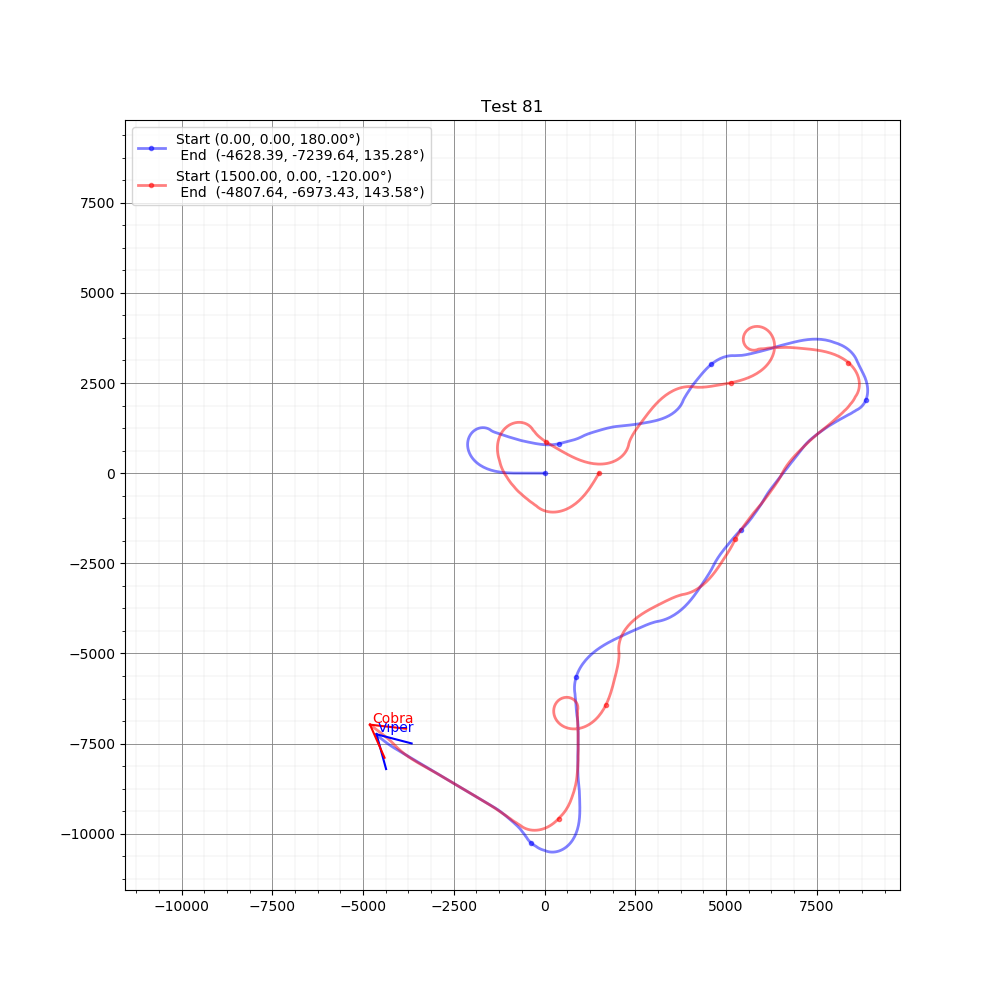 Test 81
Start (0.00, 0.00, 180.00°)
End (-4628.39, -7239.64, 135.28°)
Start (1500.00, 0.00, -120.00°)
End (-4807.64, -6973.43, 143.58°)
7500
5000
2500
0
−2500
−5000
−7500
−10000
Cobra
Viper
−10000 −7500 −5000 −2500 0 2500 5000 7500